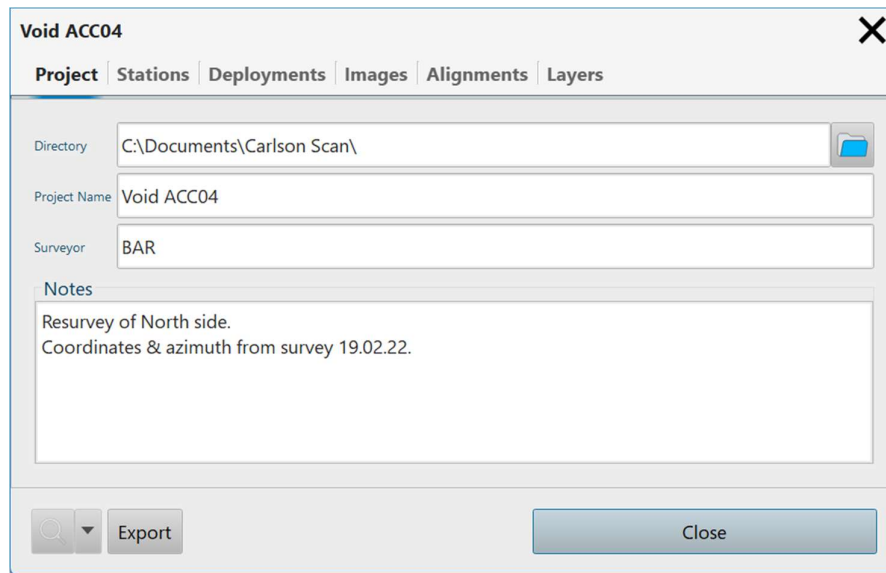 Void ACC04
Project Stations Deployments Images Alignments Layers
Directory C:\Documents\Carlson Scan\
Project Name Void ACC04
Surveyor BAR
Notes
Resurvey of North side.
Coordinates & azimuth from survey 19.02.22.
Export Close